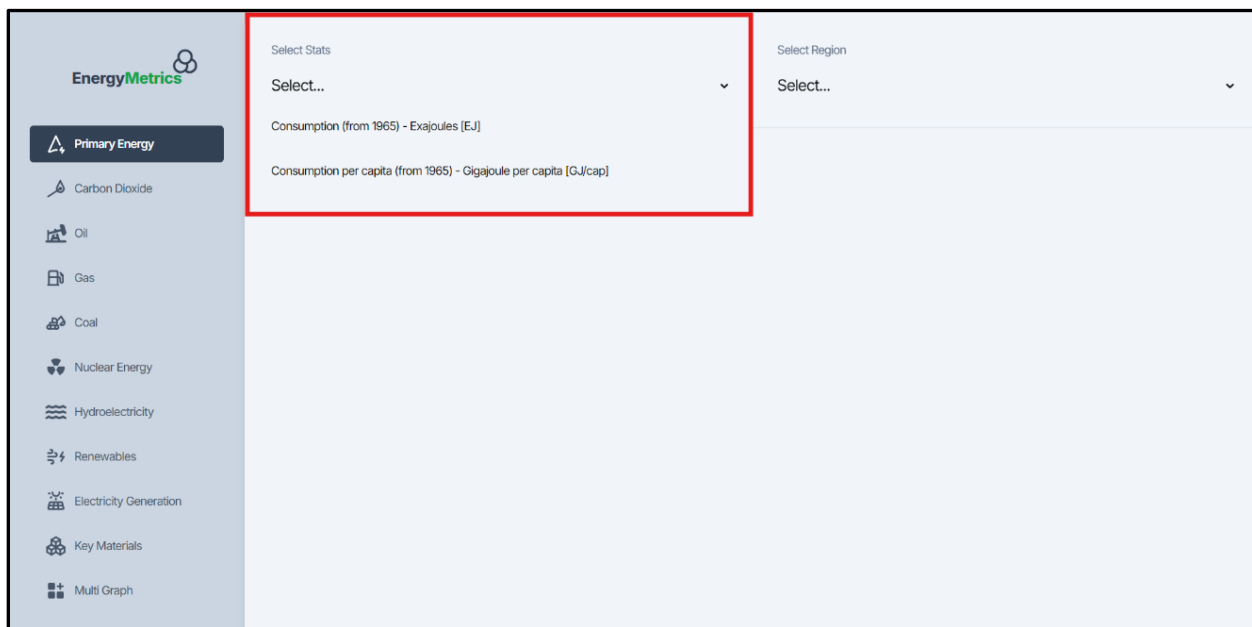 EnergyMetrics
Primary Energy
Carbon Dioxide
Oil
Gas
Coal
Nuclear Energy
Hydroelectricity
Renewables
Electricity Generation
Key Materials
Multi Graph
Select Stats
Select...
Consumption (from 1965) - Exajoules [EJ]
Consumption per capita (from 1965) - Gigajoule per capita [GJ/cap]
Select Region
Select...